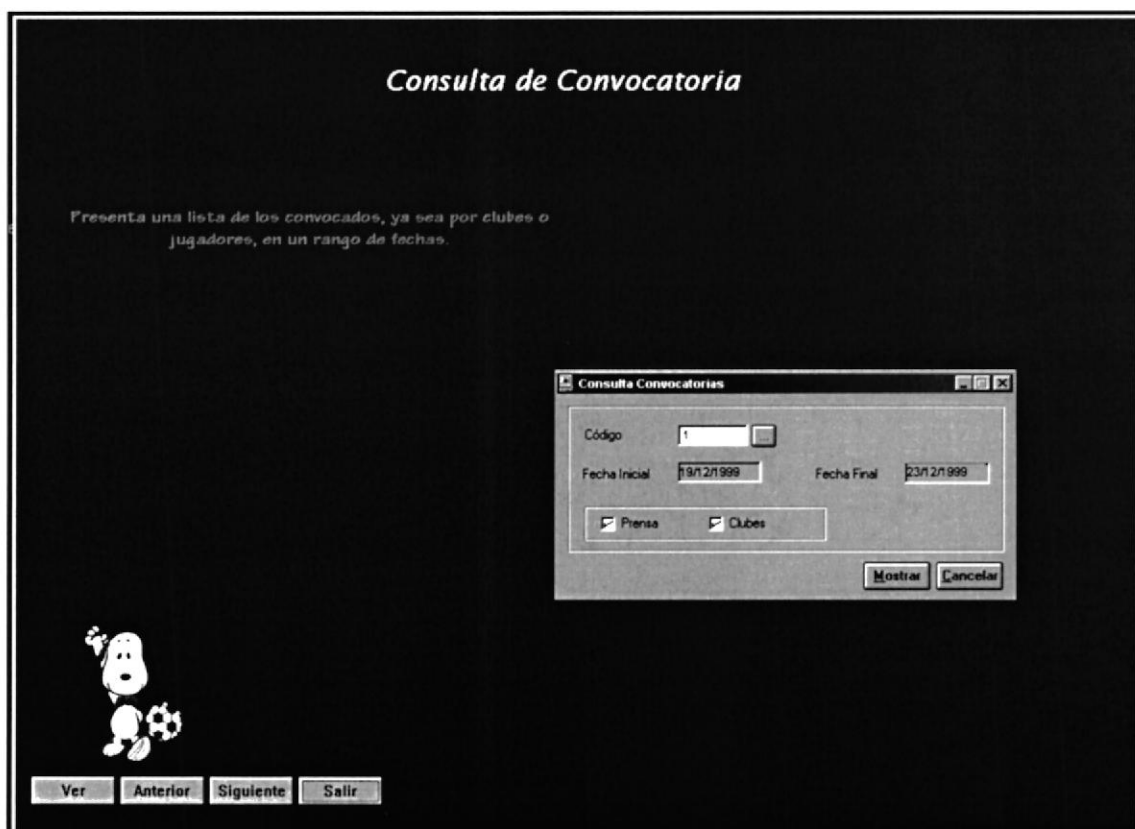 Consulta de Convocatoria
Presenta una lista de los convocados, ya sea por clubes o
jugadores, en un rango de fechas.
Consulta Convocatorias
Código 1 ...
Fecha Inicial 19/12/1999 Fecha Final 23/12/1999
Prensa Clubes
Mostrar Cancelar
Ver Anterior Siguiente Salir